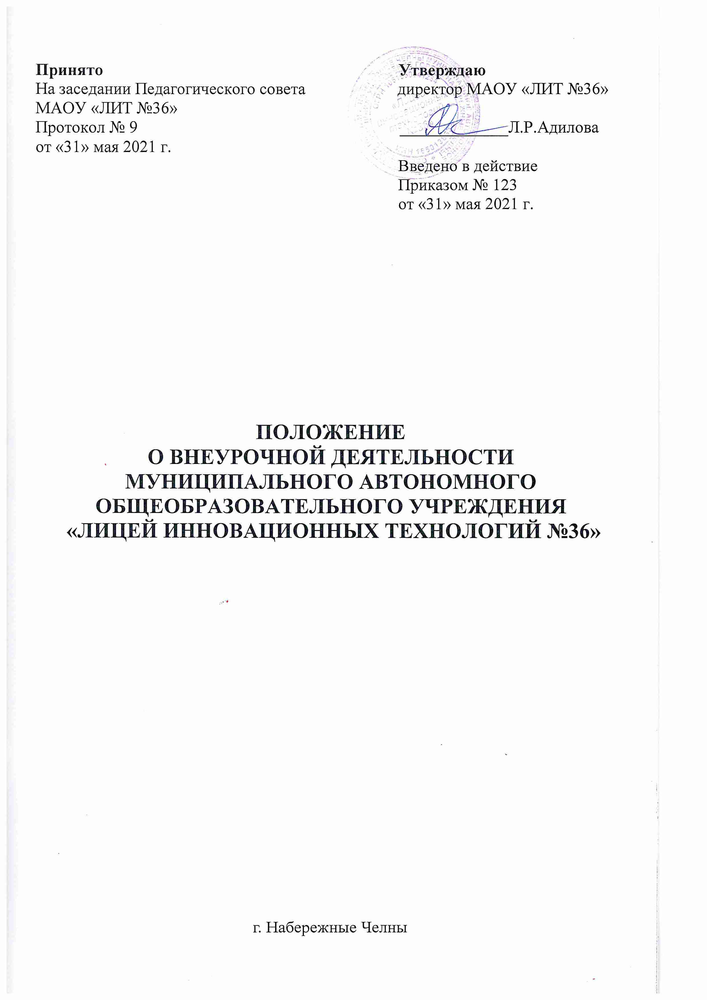 Принято
На заседании Педагогического совета
МАОУ «ЛИТ №36»
Протокол № 9
от «31» мая 2021 г.
Утверждаю
директор МАОУ «ЛИТ №36»
Л.Р.Адилова
Введено в действие
Приказом № 123
от «31» мая 2021 г.
ПОЛОЖЕНИЕ
О ВНЕУРОЧНОЙ ДЕЯТЕЛЬНОСТИ
МУНИЦИПАЛЬНОГО АВТОНОМНОГО
ОБЩЕОБРАЗОВАТЕЛЬНОГО УЧРЕЖДЕНИЯ
«ЛИЦЕЙ ИННОВАЦИОННЫХ ТЕХНОЛОГИЙ №36»
г. Набережные Челны